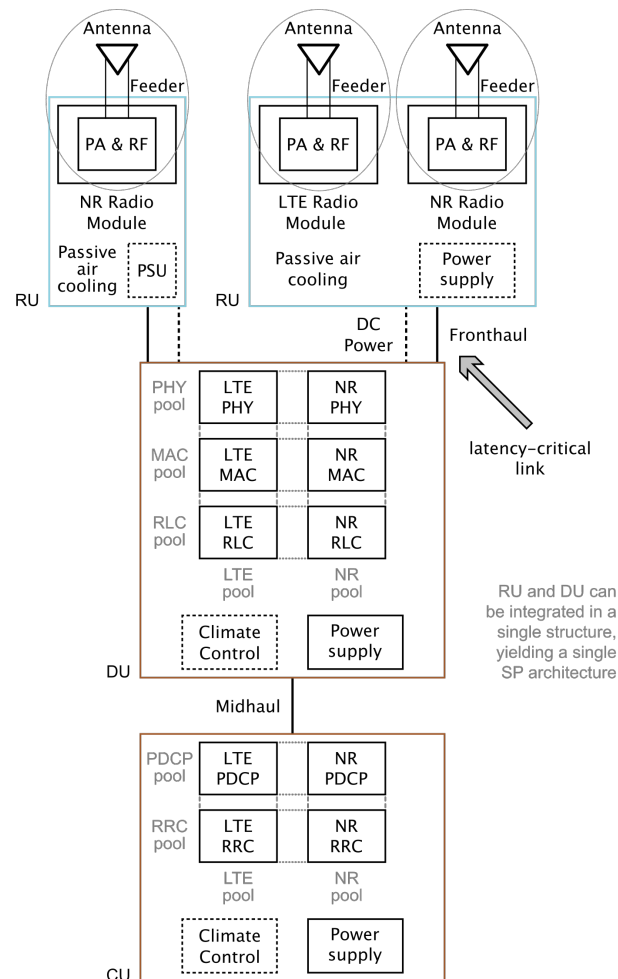 Antenna
Antenna
Antenna
Feeder
Feeder
Feeder
PA & RF
PA & RF
PA & RF
NR Radio
Module
LTE Radio
Module
NR Radio
Module
Passive
air
cooling
PSU
Passive air
cooling
Power
supply
RU
RU
DC
Power
Fronthaul
latency-critical
link
PHY
pool
LTE
PHY
NR
PHY
MAC
pool
LTE
MAC
NR
MAC
RLC
pool
LTE
RLC
NR
RLC
LTE
pool
NR
pool
RU and DU can
be integrated in a
single structure,
yielding a single
SP architecture
Climate
Control
Power
supply
DU
Midhaul
PDCP
pool
LTE
PDCP
NR
PDCP
RRC
pool
LTE
RRC
NR
RRC
LTE
pool
NR
pool
Climate
Control
Power
supply
CU